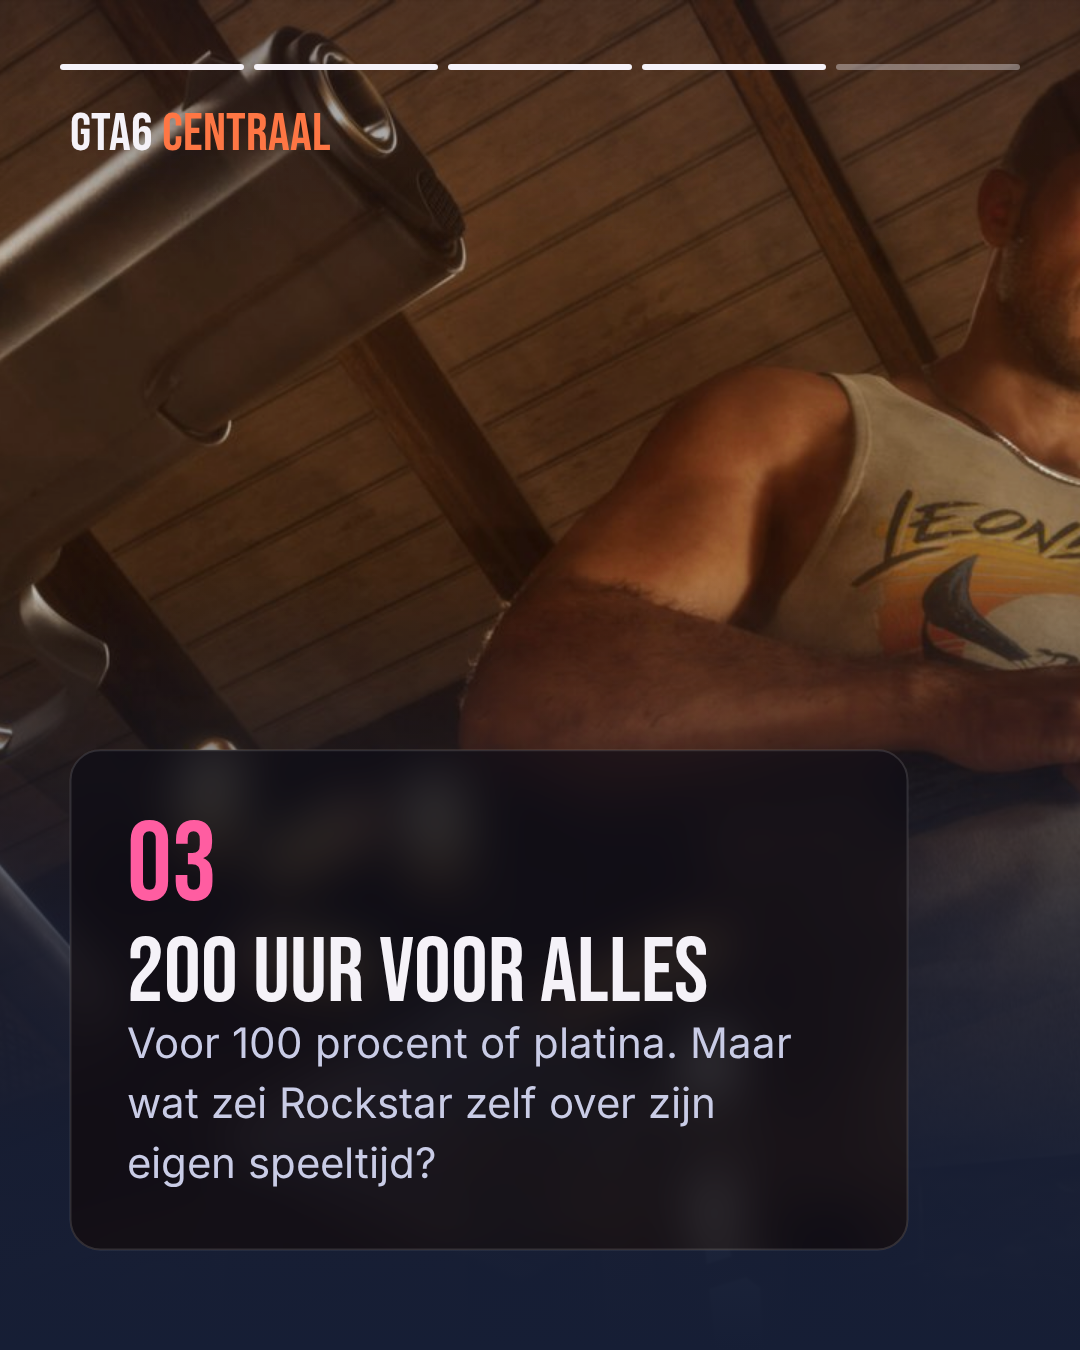 GTA6 CENTRAAL
03
200 UUR VOOR ALLES
Voor 100 procent of platina. Maar
wat zei Rockstar zelf over zijn
eigen speeltijd?